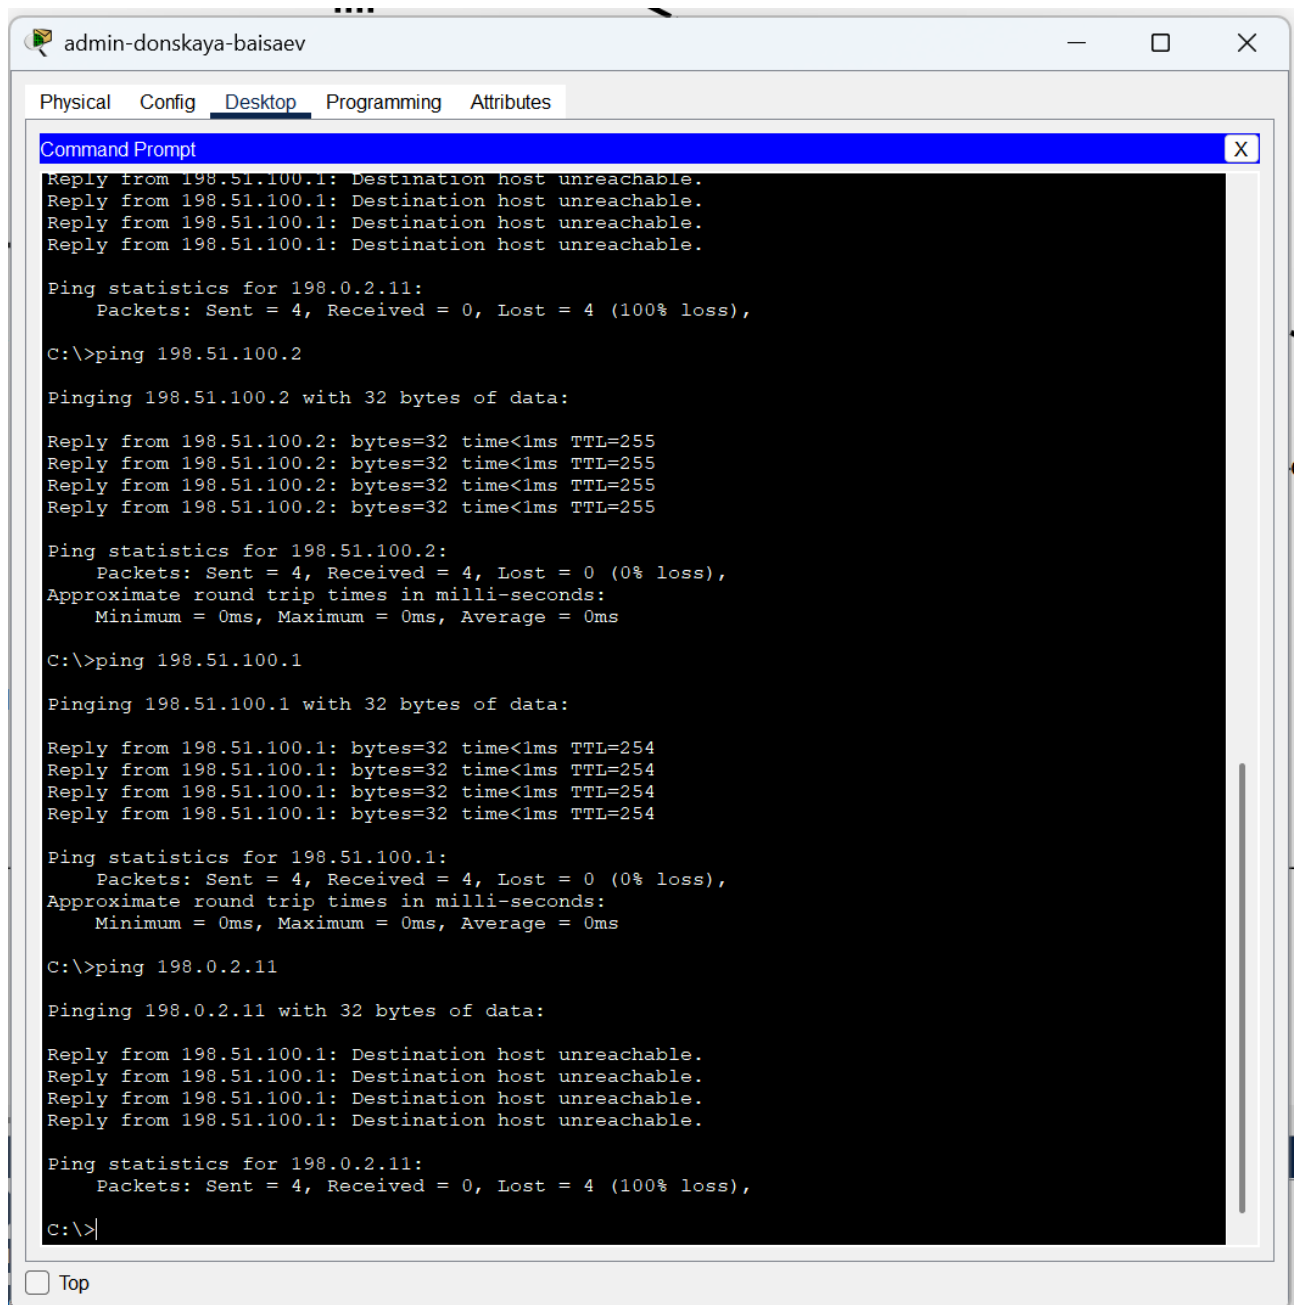 admin-donskaya-baisaev
Physical Config Desktop Programming Attributes
Command Prompt X
Reply from 198.51.100.1: Destination host unreachable.
Reply from 198.51.100.1: Destination host unreachable.
Reply from 198.51.100.1: Destination host unreachable.
Reply from 198.51.100.1: Destination host unreachable.
Ping statistics for 198.0.2.11:
    Packets: Sent = 4, Received = 0, Lost = 4 (100% loss),
C:\>ping 198.51.100.2
Pinging 198.51.100.2 with 32 bytes of data:
Reply from 198.51.100.2: bytes=32 time<1ms TTL=255
Reply from 198.51.100.2: bytes=32 time<1ms TTL=255
Reply from 198.51.100.2: bytes=32 time<1ms TTL=255
Reply from 198.51.100.2: bytes=32 time<1ms TTL=255
Ping statistics for 198.51.100.2:
    Packets: Sent = 4, Received = 4, Lost = 0 (0% loss),
Approximate round trip times in milli-seconds:
    Minimum = 0ms, Maximum = 0ms, Average = 0ms
C:\>ping 198.51.100.1
Pinging 198.51.100.1 with 32 bytes of data:
Reply from 198.51.100.1: bytes=32 time<1ms TTL=254
Reply from 198.51.100.1: bytes=32 time<1ms TTL=254
Reply from 198.51.100.1: bytes=32 time<1ms TTL=254
Reply from 198.51.100.1: bytes=32 time<1ms TTL=254
Ping statistics for 198.51.100.1:
    Packets: Sent = 4, Received = 4, Lost = 0 (0% loss),
Approximate round trip times in milli-seconds:
    Minimum = 0ms, Maximum = 0ms, Average = 0ms
C:\>ping 198.0.2.11
Pinging 198.0.2.11 with 32 bytes of data:
Reply from 198.51.100.1: Destination host unreachable.
Reply from 198.51.100.1: Destination host unreachable.
Reply from 198.51.100.1: Destination host unreachable.
Reply from 198.51.100.1: Destination host unreachable.
Ping statistics for 198.0.2.11:
    Packets: Sent = 4, Received = 0, Lost = 4 (100% loss),
C:\>
Top